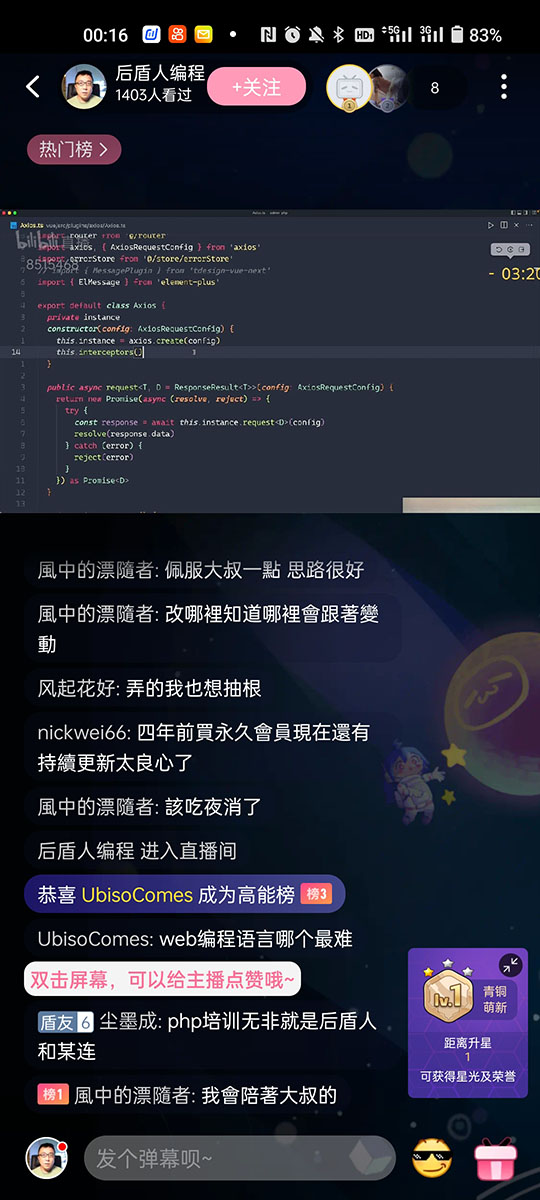 00:16
HD1
5G
3G
83%
后盾人编程
1403人看过
+关注
8
热门榜 >
Axios.ts
import router from '@/router'
bilibili 直播
import axios, { AxiosRequestConfig } from 'axios'
8515468
import errorStore from '@/store/errorStore'
// import { MessagePlugin } from 'tdesign-vue-next'
import { ElMessage } from 'element-plus'
- 03:20
export default class Axios {
private instance
constructor(config: AxiosRequestConfig) {
this.instance = axios.create(config)
14 this.interceptors()
}
public async request<T, D = ResponseResult<T>>(config: AxiosRequestConfig) {
return new Promise(async (resolve, reject) => {
try {
const response = await this.instance.request<D>(config)
resolve(response.data)
} catch (error) {
reject(error)
}
}) as Promise<D>
}
風中的漂隨者: 佩服大叔一點 思路很好
風中的漂隨者: 改哪裡知道哪裡會跟著變
動
风起花好: 弄的我也想抽根
nickwei66: 四年前買永久會員現在還有
持續更新太良心了
風中的漂隨者: 該吃夜消了
后盾人编程 进入直播间
恭喜 UbisoComes 成为高能榜 榜3
UbisoComes: web编程语言哪个最难
双击屏幕，可以给主播点赞哦~
盾友 6 尘墨成: php培训无非就是后盾人
和某连
榜1 風中的漂隨者: 我會陪著大叔的
lv.1
青铜
萌新
距离升星
1
可获得星光及荣誉
发个弹幕呗~